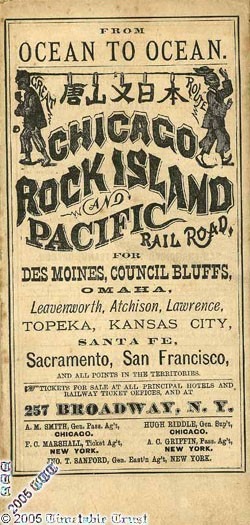 FROM
OCEAN TO OCEAN.
GREAT ROUTE
唐山又日本
CHICAGO
ROCK ISLAND
AND
PACIFIC
RAIL ROAD,
FOR
DES MOINES, COUNCIL BLUFFS,
OMAHA,
Leavenworth, Atchison, Lawrence,
TOPEKA, KANSAS CITY,
SANTA FE,
Sacramento, San Francisco,
AND ALL POINTS IN THE TERRITORIES.
TICKETS FOR SALE AT ALL PRINCIPAL HOTELS AND
RAILWAY TICKET OFFICES, AND AT
257 BROADWAY, N. Y.
A. M. SMITH, Gen. Pass. Ag't, HUGH RIDDLE, Gen. Sup't,
CHICAGO. CHICAGO.
F. C. MARSHALL, Ticket Ag't, A. C. GRIFFIN, Pass. Ag't,
NEW YORK. NEW YORK.
JNO. T. SANFORD, Gen. East'n Ag't, NEW YORK.
2005
© 2005 Timetable Trust